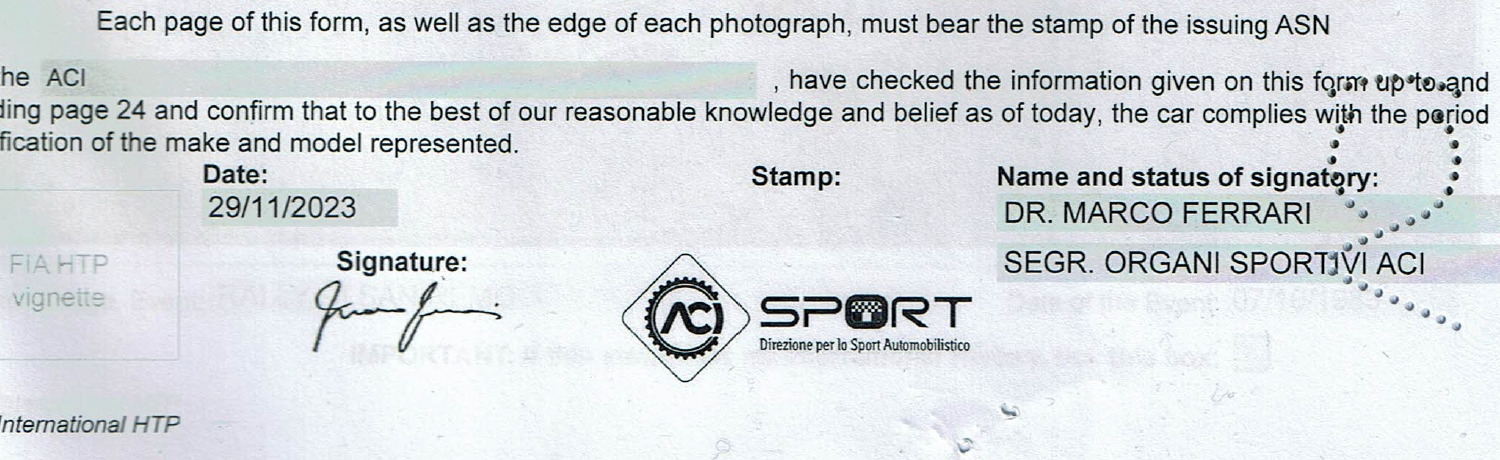 Each page of this form, as well as the edge of each photograph, must bear the stamp of the issuing ASN
he ACI , have checked the information given on this form up to and
ding page 24 and confirm that to the best of our reasonable knowledge and belief as of today, the car complies with the period
fication of the make and model represented.
Date:
29/11/2023
Stamp:
Name and status of signatory:
DR. MARCO FERRARI
SEGR. ORGANI SPORTIVI ACI
FIA HTP
vignette
Signature:
ACI SPORT
Direzione per lo Sport Automobilistico
International HTP